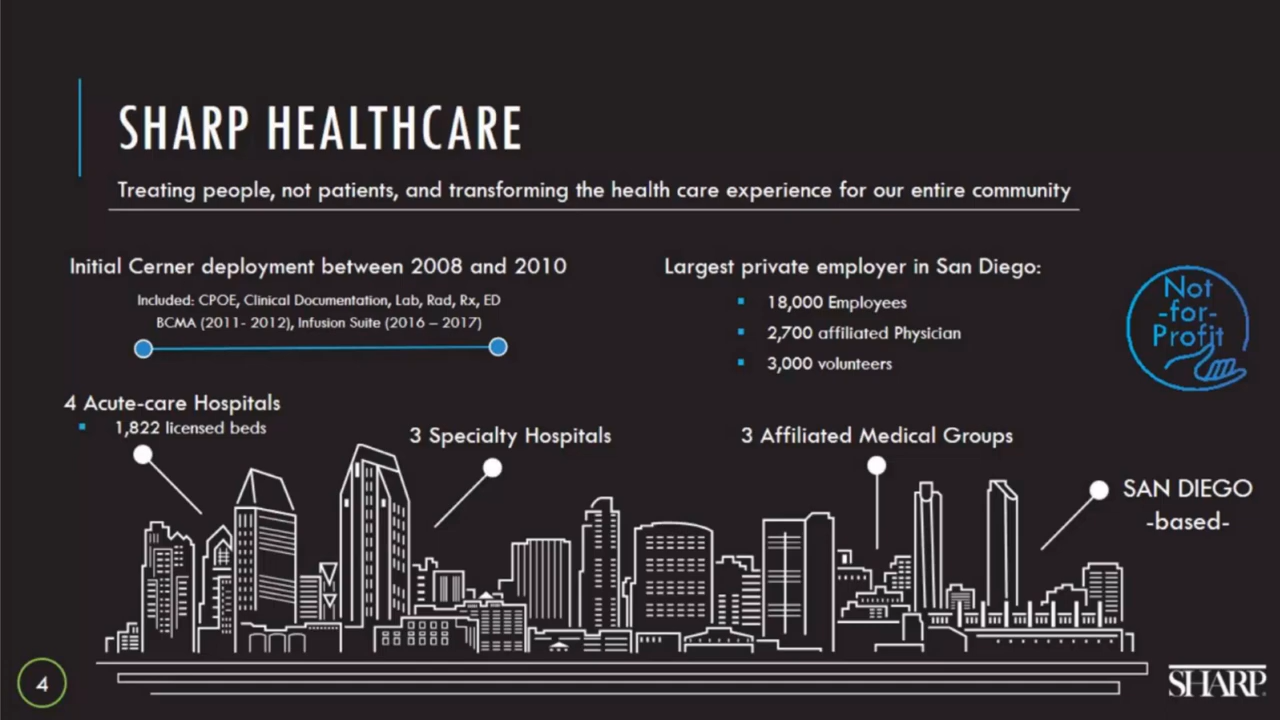 SHARP HEALTHCARE
Treating people, not patients, and transforming the health care experience for our entire community
Initial Cerner deployment between 2008 and 2010
Included: CPOE, Clinical Documentation, Lab, Rad, Rx, ED
BCMA (2011- 2012), Infusion Suite (2016 – 2017)
Largest private employer in San Diego:
▪ 18,000 Employees
▪ 2,700 affiliated Physician
▪ 3,000 volunteers
Not
-for-
Profit
4 Acute-care Hospitals
▪ 1,822 licensed beds
3 Specialty Hospitals
3 Affiliated Medical Groups
SAN DIEGO
-based-
4
SHARP